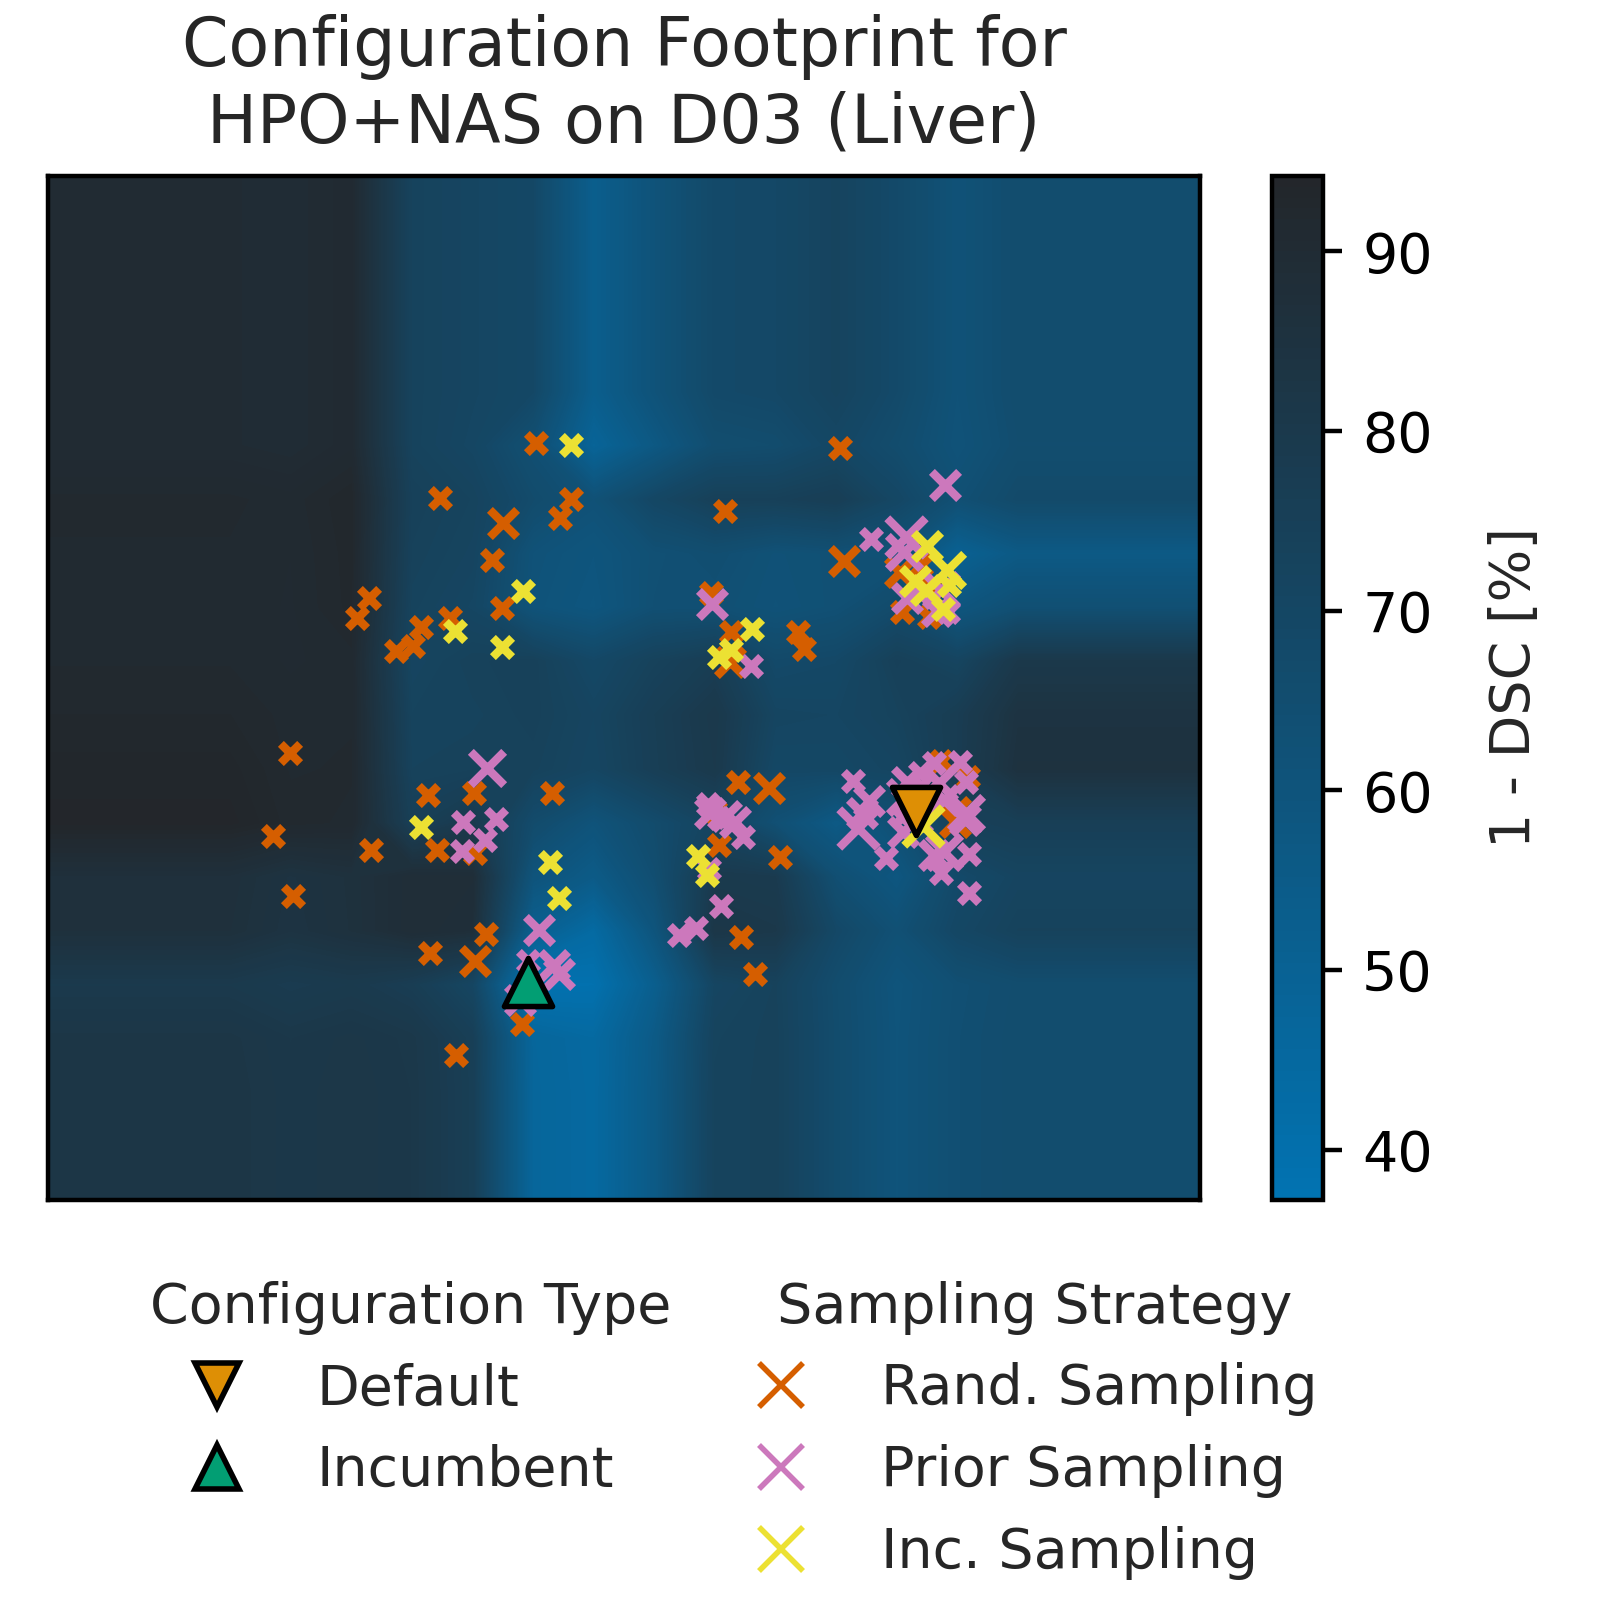 Configuration Footprint for
HPO+NAS on D03 (Liver)
90
80
70
60
50
40
1 - DSC [%]
Configuration Type
Default
Incumbent
Sampling Strategy
Rand. Sampling
Prior Sampling
Inc. Sampling